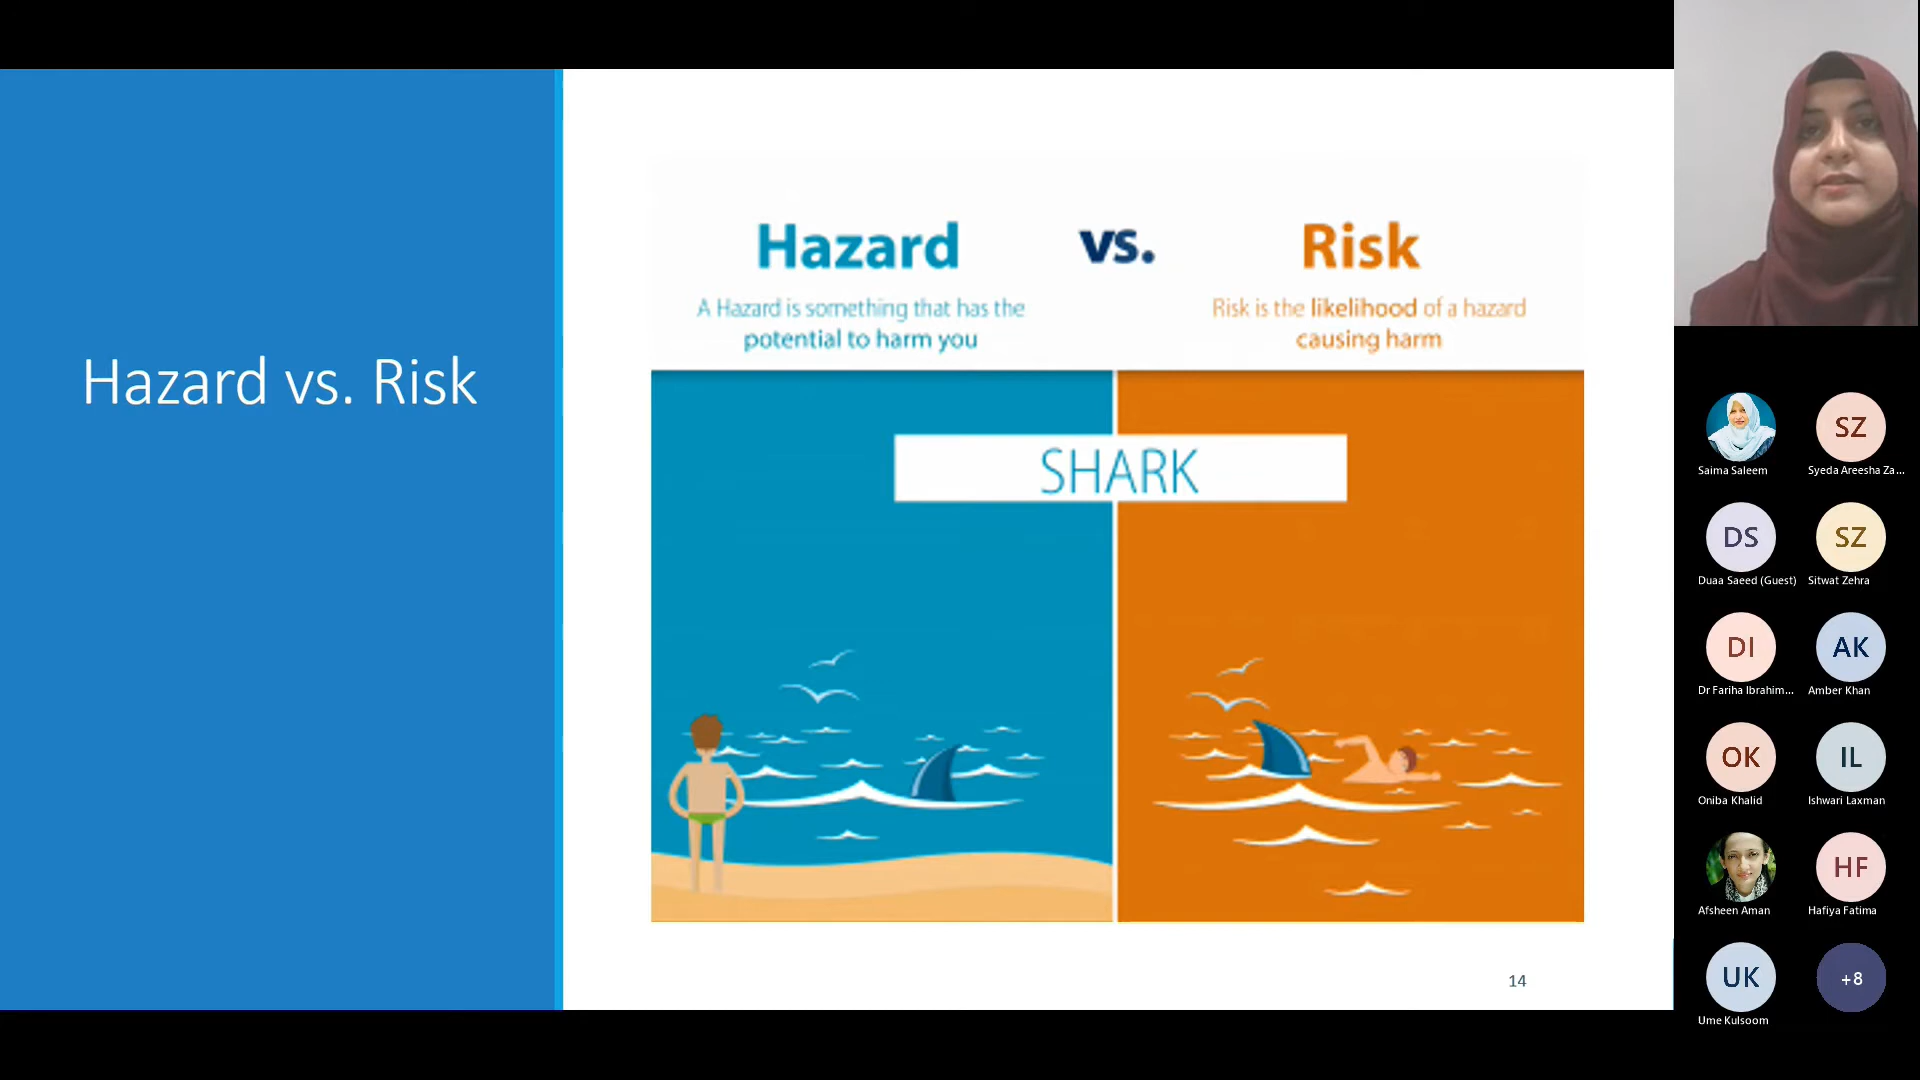 Hazard vs. Risk
Hazard vs. Risk
A Hazard is something that has the
potential to harm you
Risk is the likelihood of a hazard
causing harm
SHARK
14
Saima Saleem
SZ
Syeda Areesha Za...
DS
Duaa Saeed (Guest)
SZ
Sitwat Zehra
DI
Dr Fariha Ibrahim...
AK
Amber Khan
OK
Oniba Khalid
IL
Ishwari Laxman
Afsheen Aman
HF
Hafiya Fatima
UK
Ume Kulsoom
+8